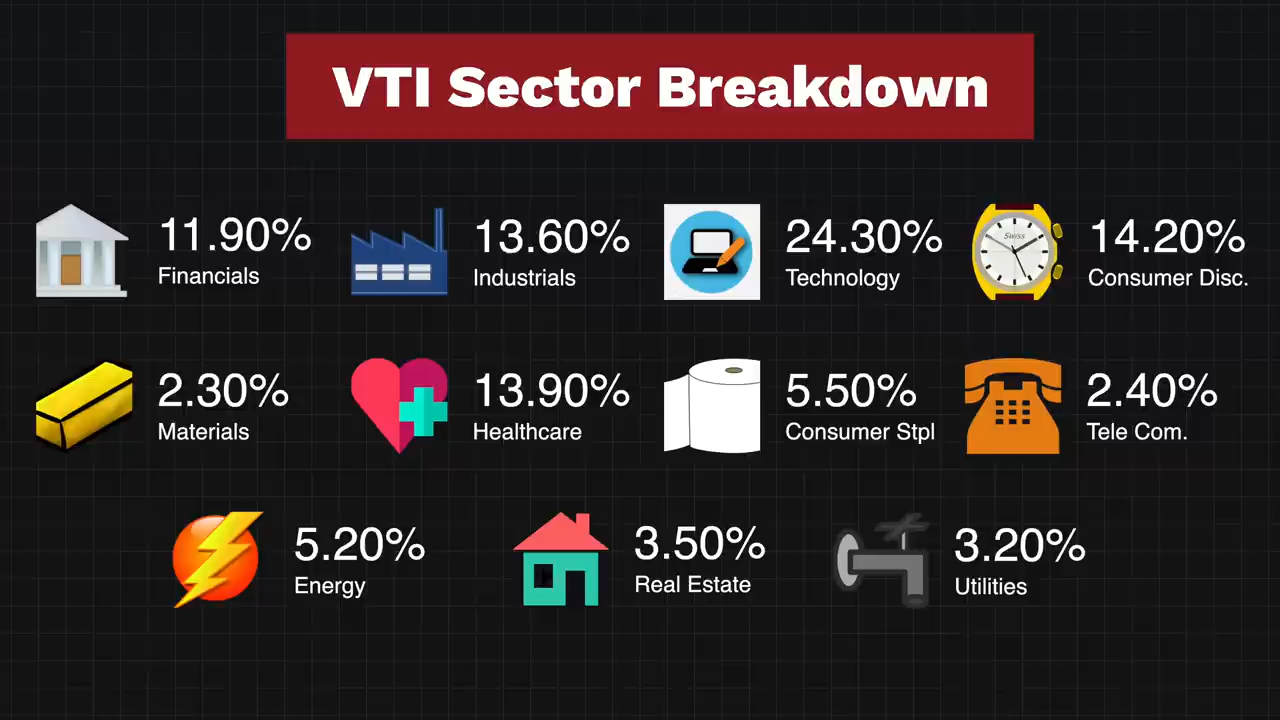 VTI Sector Breakdown
11.90%
Financials
13.60%
Industrials
24.30%
Technology
Swiss
14.20%
Consumer Disc.
2.30%
Materials
13.90%
Healthcare
5.50%
Consumer Stpl
2.40%
Tele Com.
5.20%
Energy
3.50%
Real Estate
3.20%
Utilities